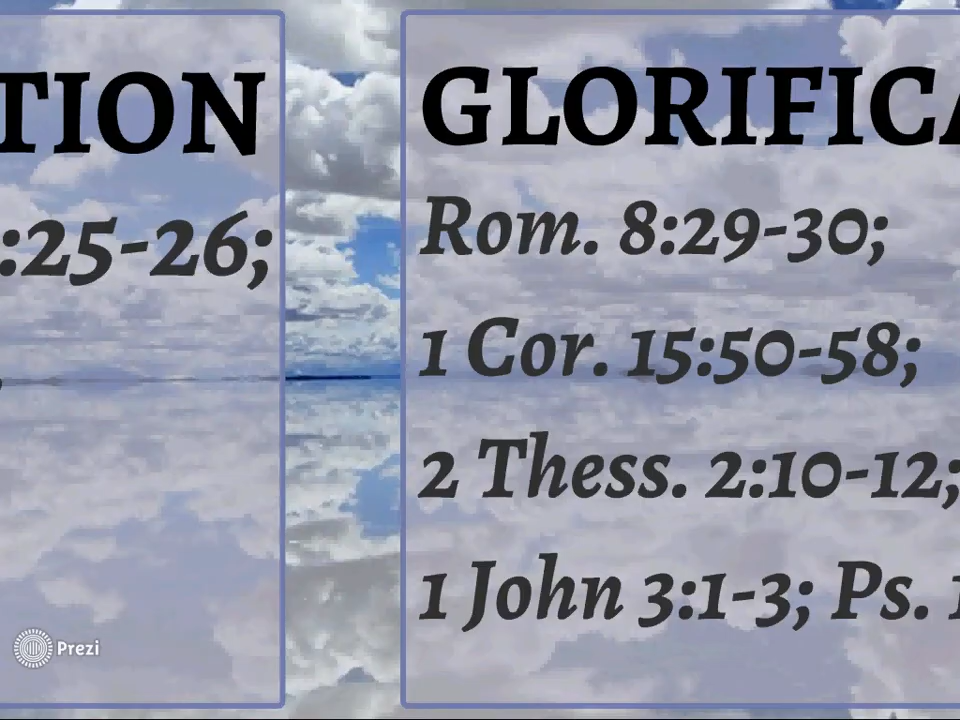 TION
:25-26;
GLORIFICA
Rom. 8:29-30;
1 Cor. 15:50-58;
2 Thess. 2:10-12;
1 John 3:1-3; Ps. 1
Prezi